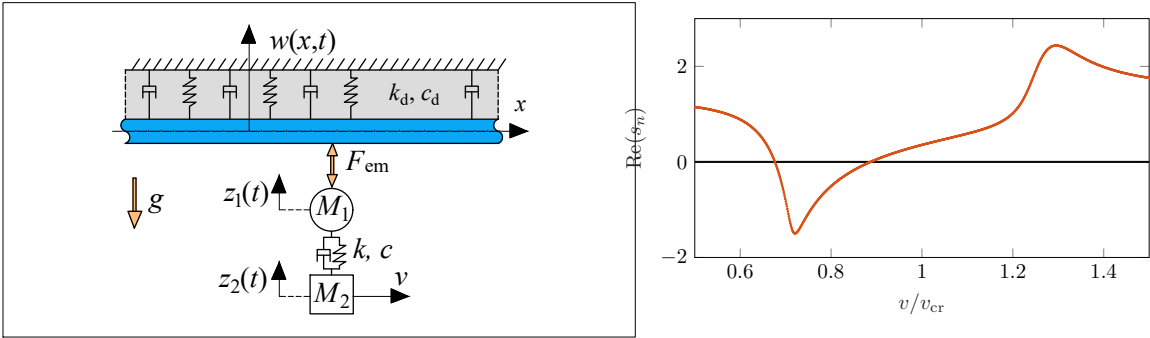 w(x,t)
k_d, c_d
x
F_em
g
z_1(t)
M_1
k, c
z_2(t)
M_2
v
Re(s_n)
2
0
−2
0.6 0.8 1 1.2 1.4
v/v_cr